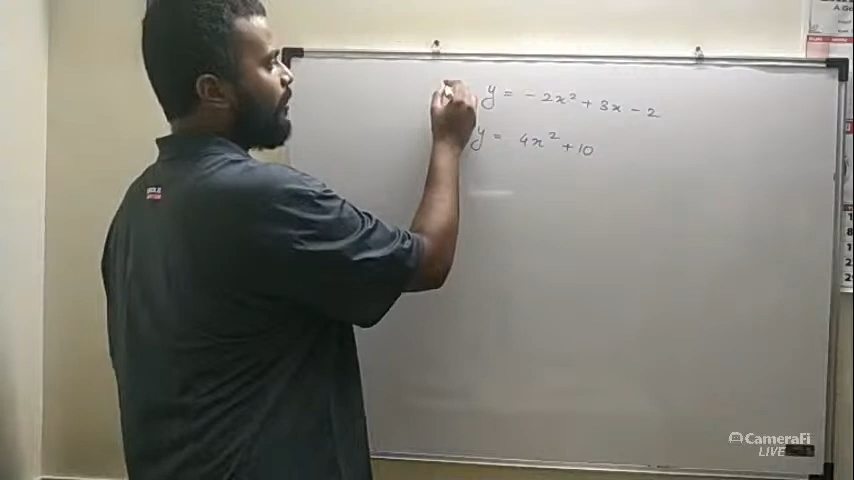 y = - 2x² + 3x - 2
y = 4x² + 10
CameraFi
LIVE